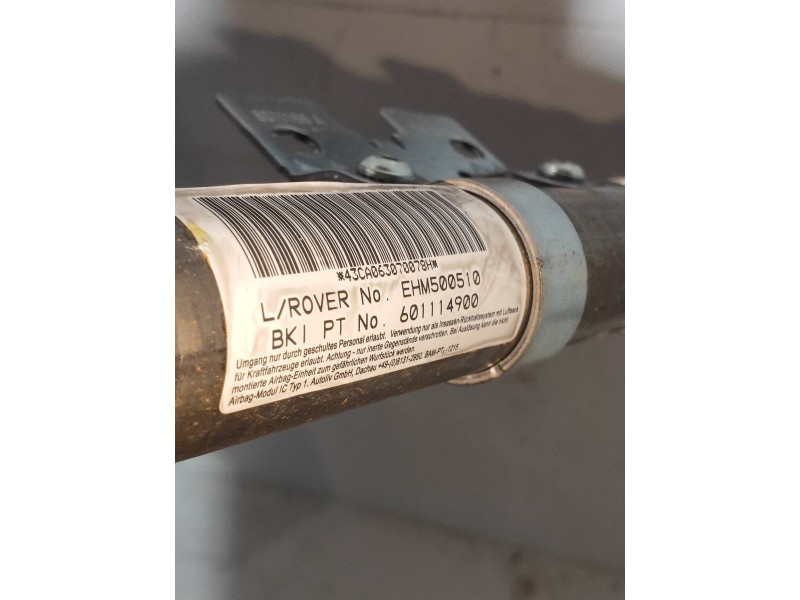 *43CA063070078H*
L/ROVER No. EHM500510
BKI PT No. 601114900
Umgang nur durch geschultes Personal erlaubt. Verwendung nur als Insassen-Rückhaltesystem mit Luftsack
für Kraftfahrzeuge erlaubt. Achtung - nur inerte Gegenstände verschrotten. Bei Auslösung kann die nicht
montierte Airbag-Einheit zum gefährlichen Wurfstück werden. BAM-PT₁-1215
Airbag-Modul IC Typ 1. Autoliv GmbH, Dachau +49-(0)8131-2950.